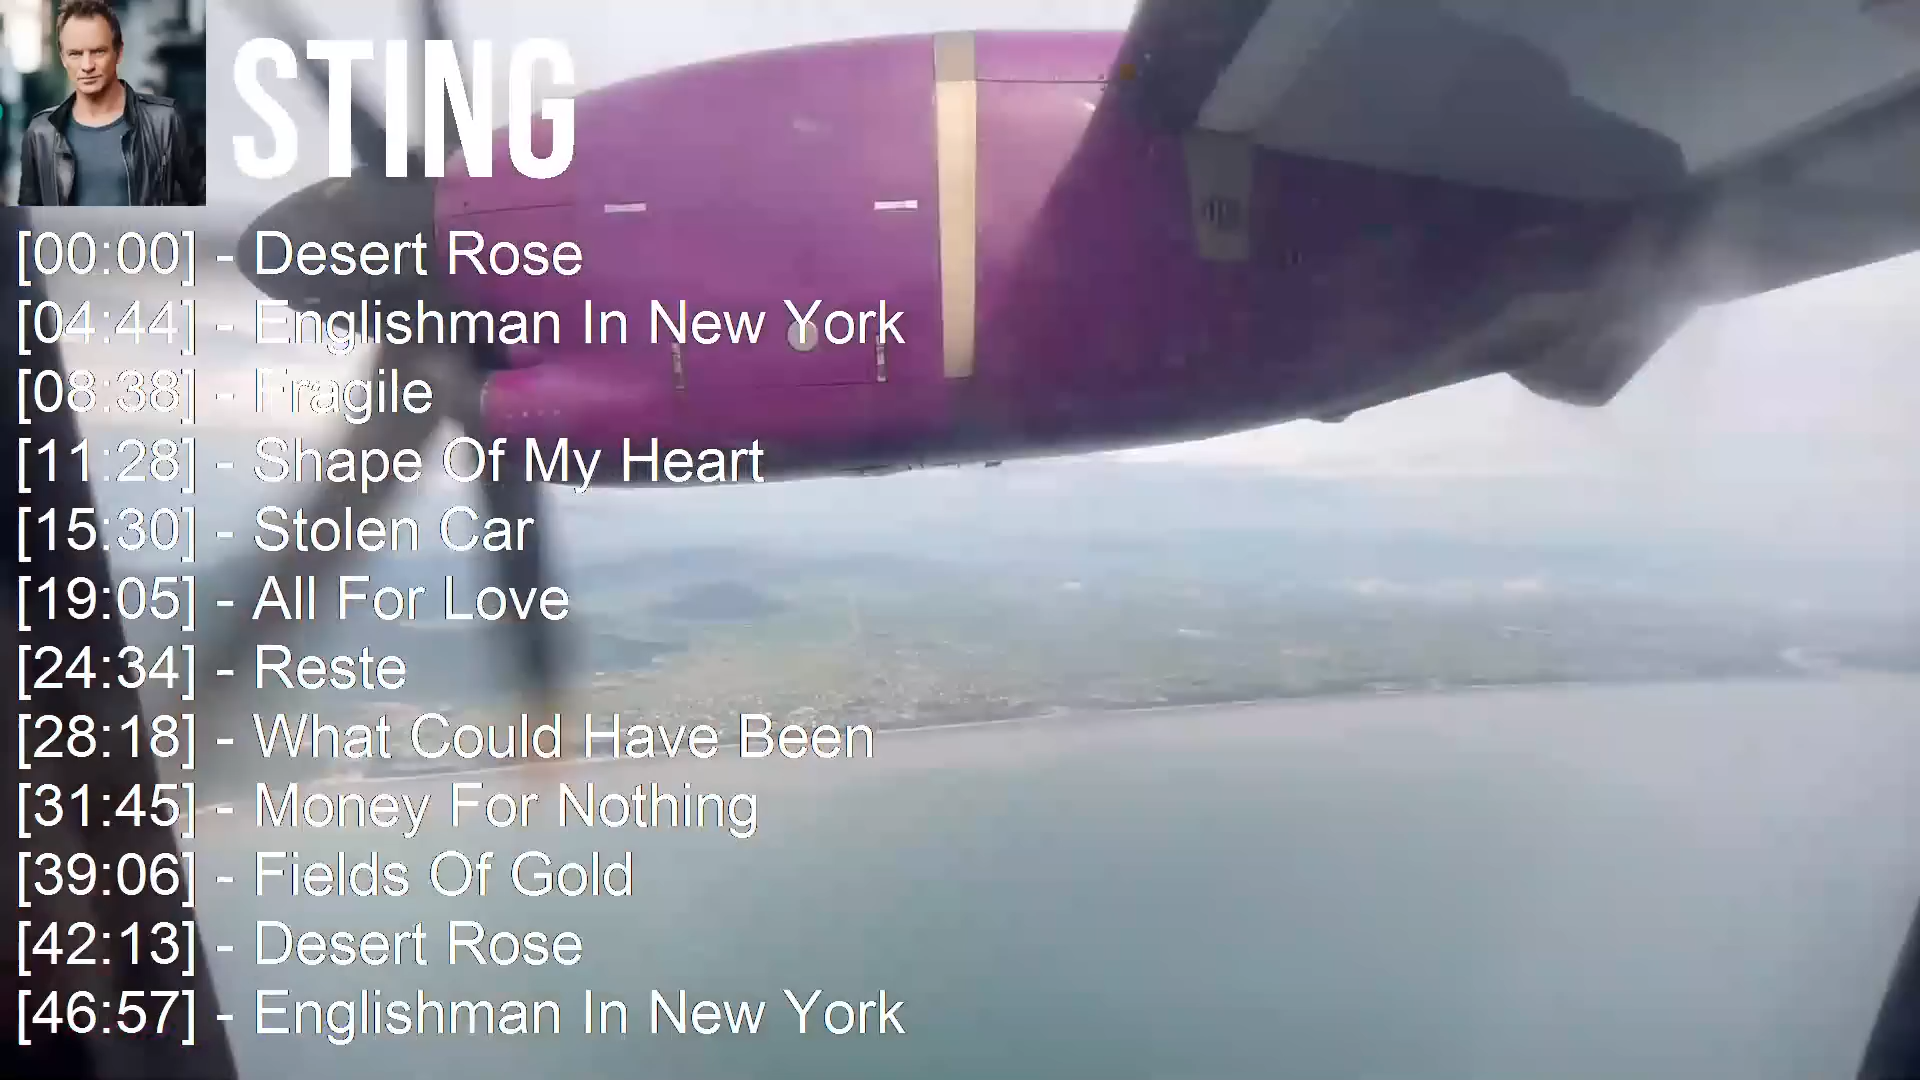 STING
[00:00] - Desert Rose
[04:44] - Englishman In New York
[08:38] - Fragile
[11:28] - Shape Of My Heart
[15:30] - Stolen Car
[19:05] - All For Love
[24:34] - Reste
[28:18] - What Could Have Been
[31:45] - Money For Nothing
[39:06] - Fields Of Gold
[42:13] - Desert Rose
[46:57] - Englishman In New York